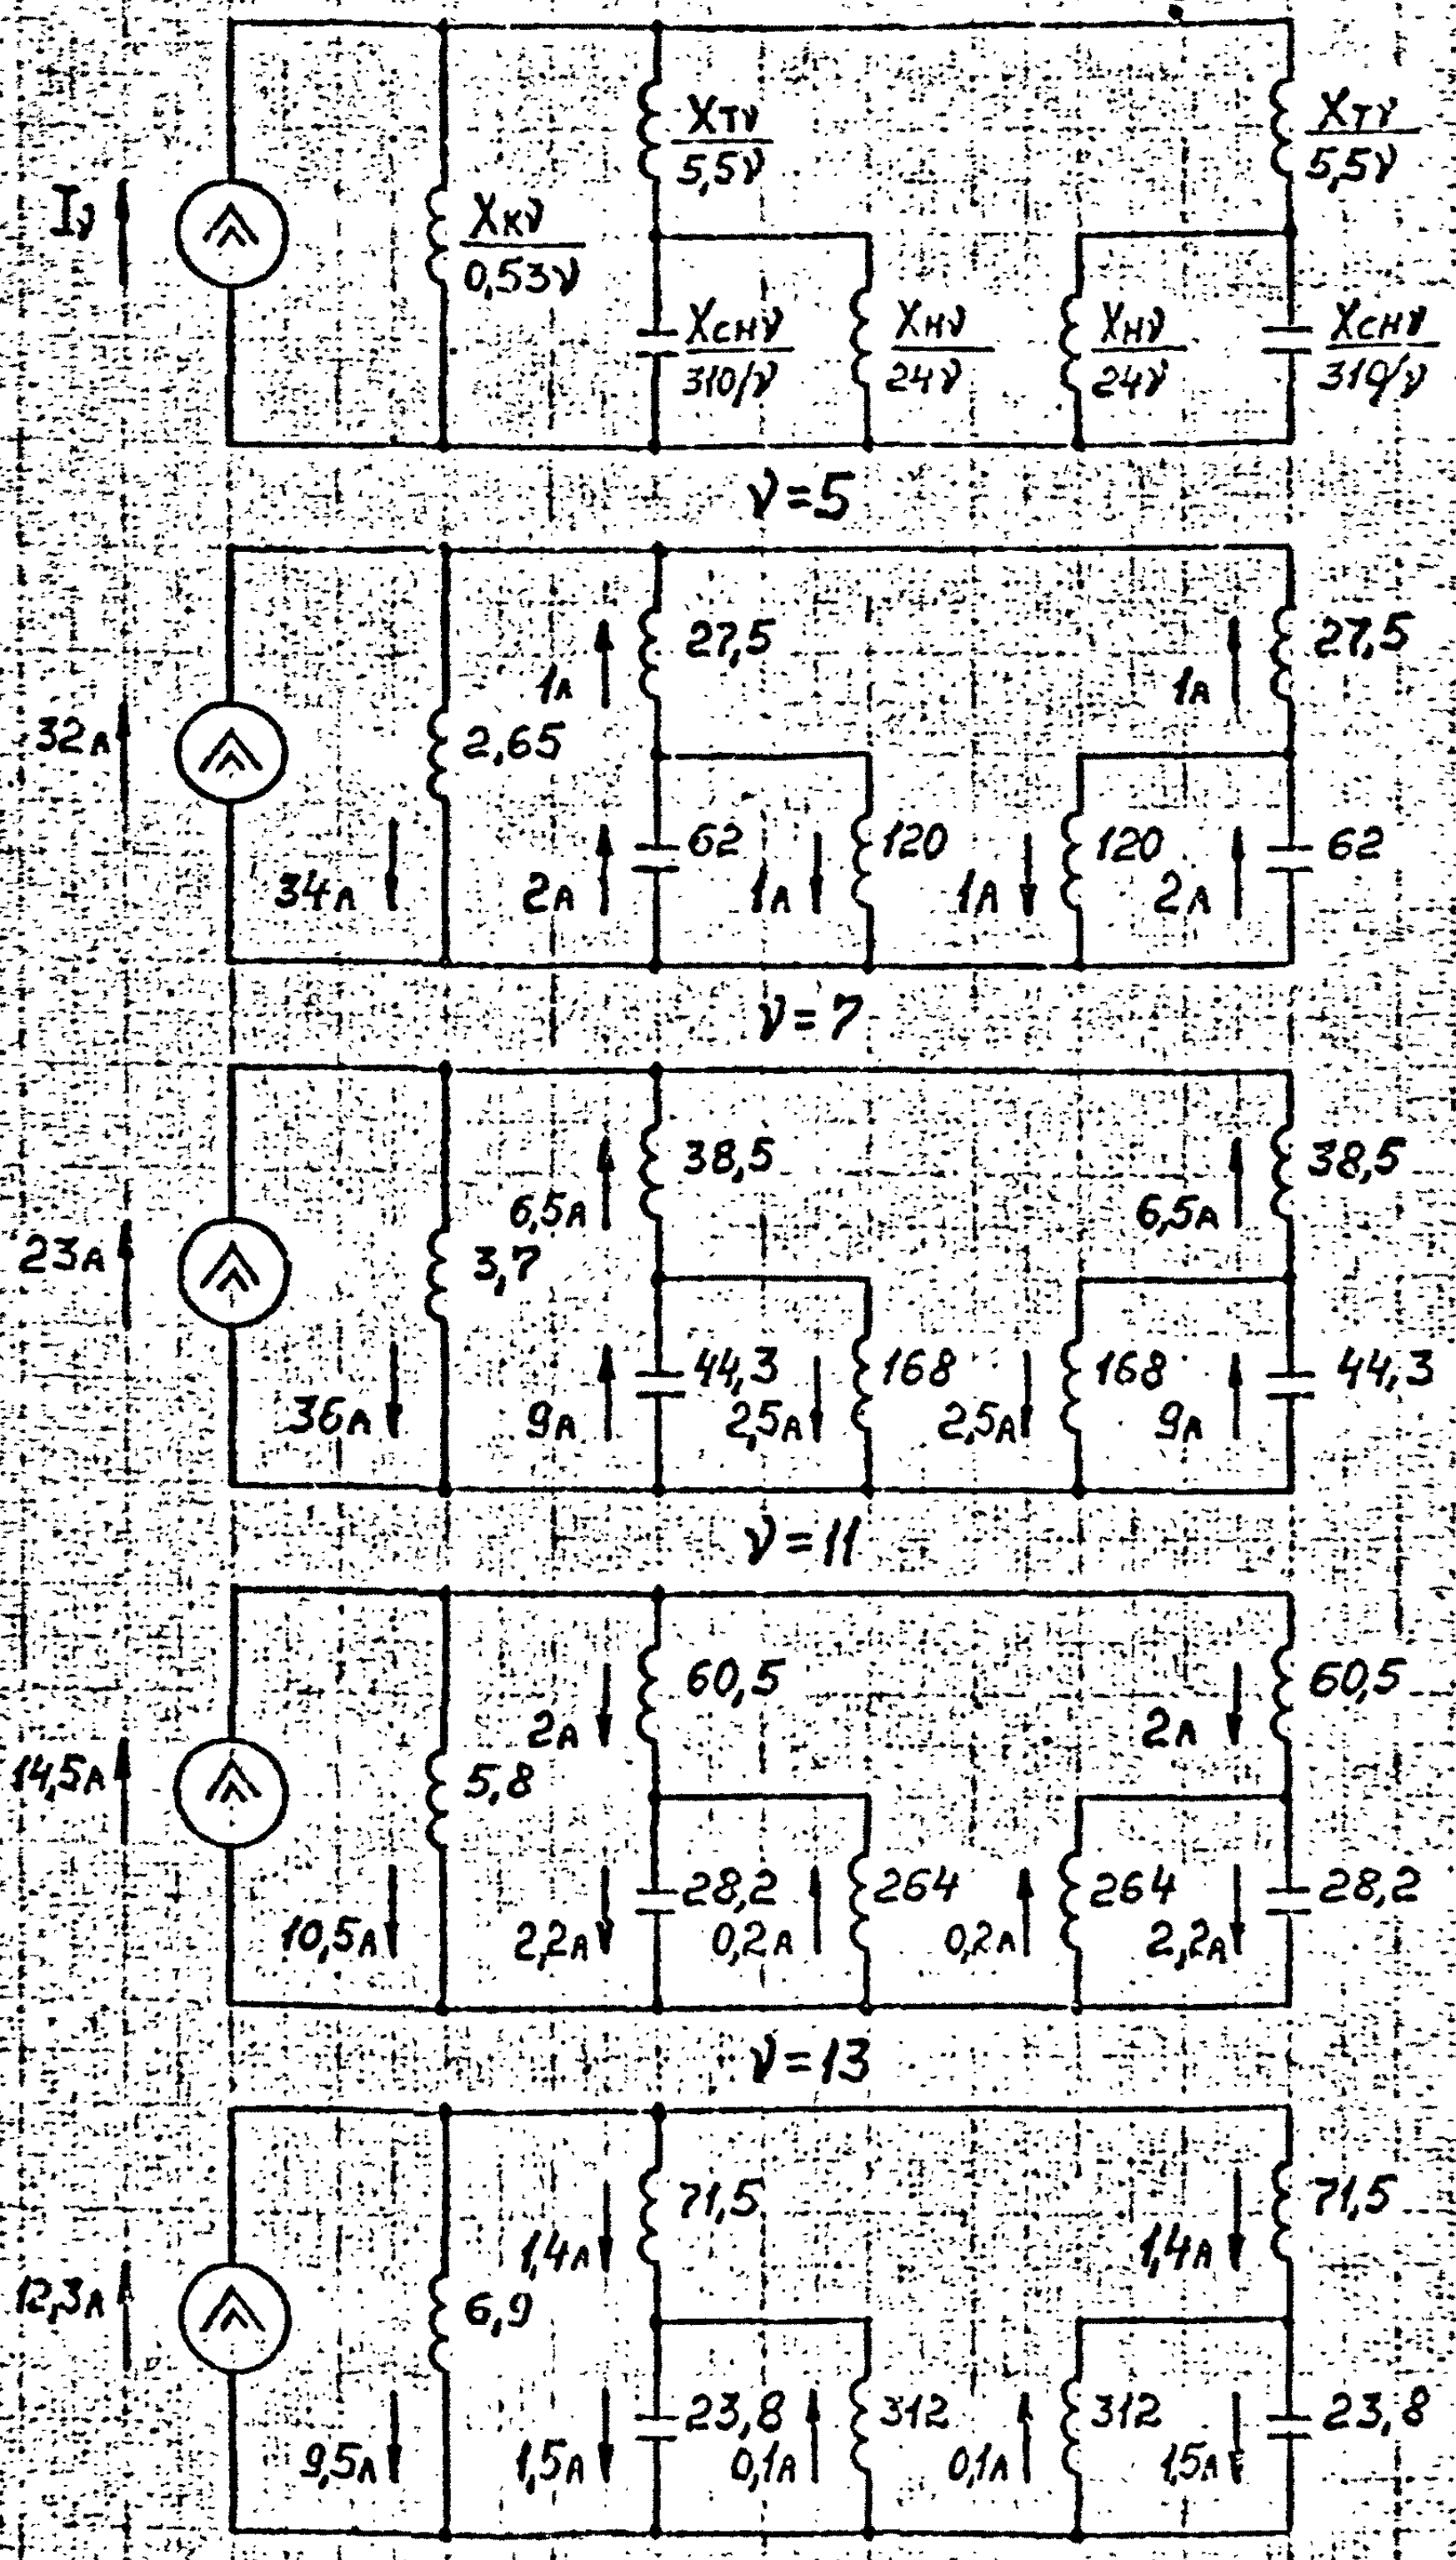 Iν
Xкν
0,53ν
Xтν
5,5ν
Xтν
5,5ν
Xснν
310/ν
Xнν
24ν
Xнν
24ν
Xснν
310/ν
ν=5
32А
34А
2,65
1А
27,5
1А
27,5
2А
62
1А
120
1А
120
2А
62
ν=7
23А
36А
3,7
6,5А
38,5
6,5А
38,5
9А
44,3
2,5А
168
2,5А
168
9А
44,3
ν=11
14,5А
10,5А
5,8
2А
60,5
2А
60,5
2,2А
28,2
0,2А
264
0,2А
264
2,2А
28,2
ν=13
12,3А
9,5А
6,9
1,4А
71,5
1,4А
71,5
1,5А
23,8
0,1А
312
0,1А
312
1,5А
23,8